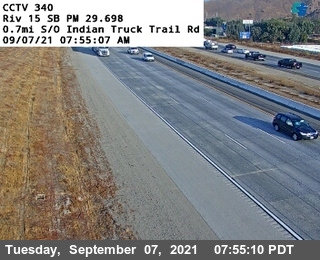 CCTV 340
Riv 15 SB PM 29.698
0.7mi S/O Indian Truck Trail Rd
09/07/21 07:55:07 AM
Tuesday, September 07, 2021 07:55:10 PDT